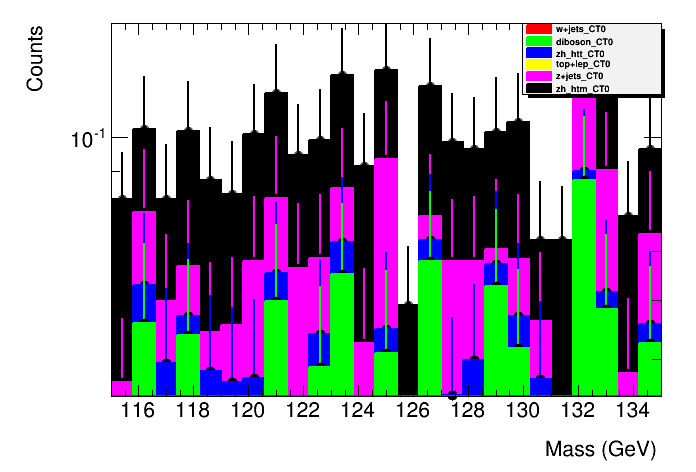 Counts
w+jets_CT0
diboson_CT0
zh_htt_CT0
top+lep_CT0
z+jets_CT0
zh_htm_CT0
10⁻¹
116 118 120 122 124 126 128 130 132 134
Mass (GeV)